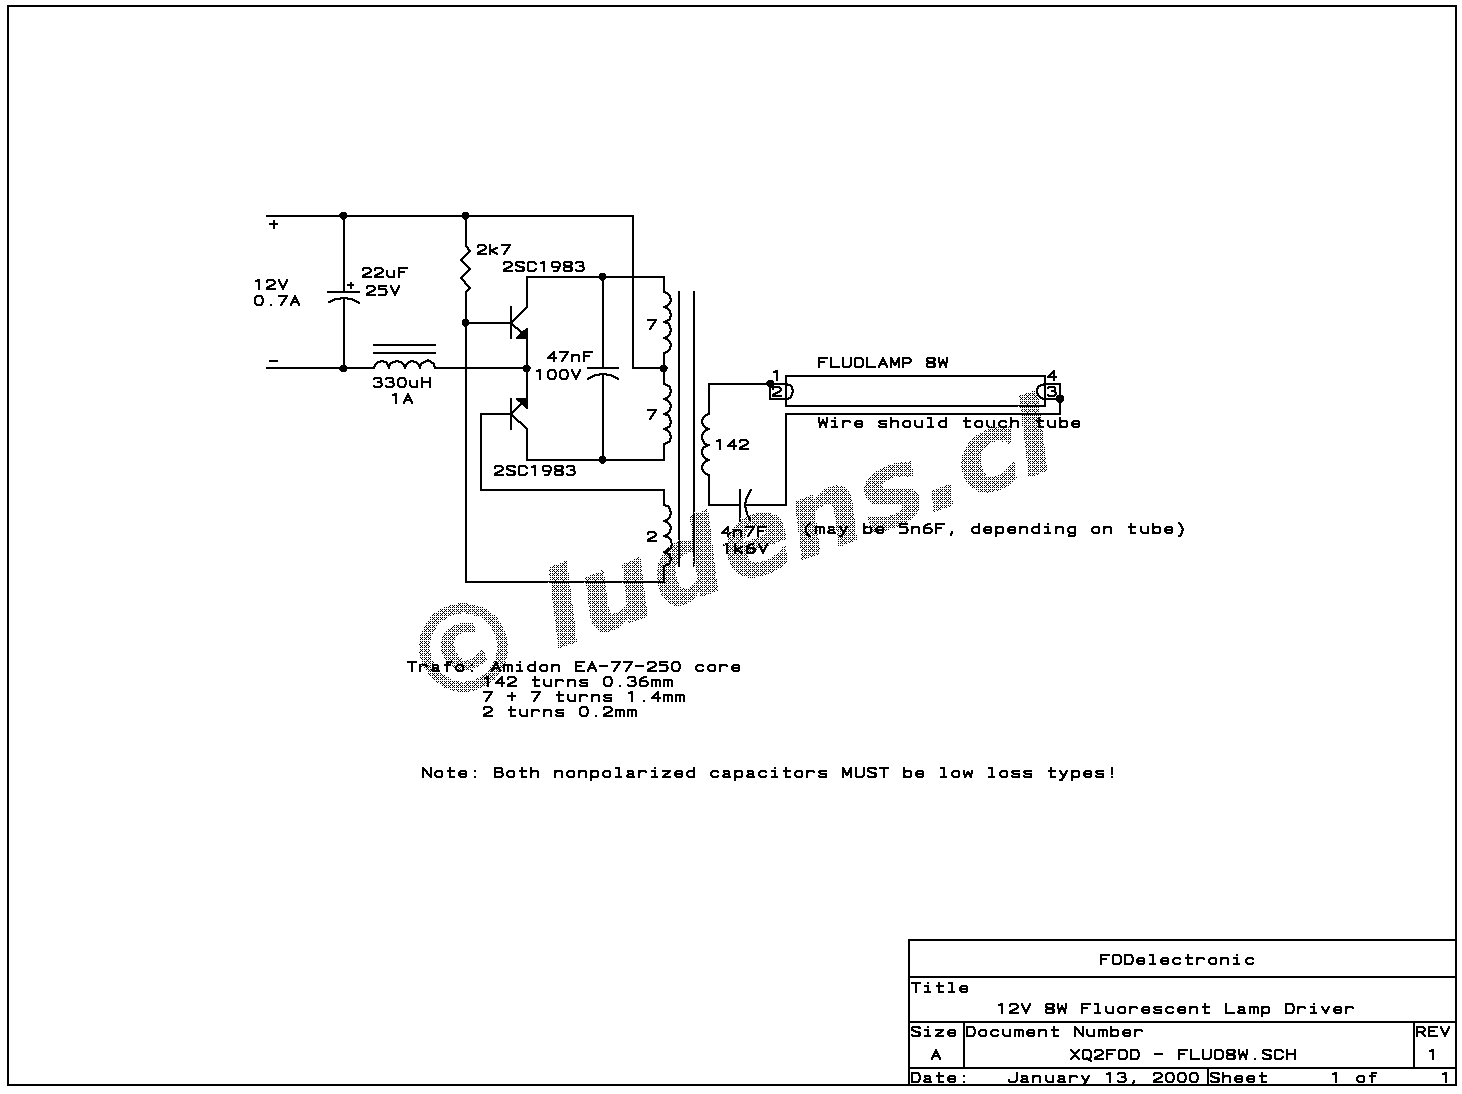 +
2k7
2SC1983
22uF
+
25V
12V
0.7A
7
-
47nF
100V
FLUOLAMP 8W
1
4
330uH
1A
2
3
7
Wire should touch tube
142
2SC1983
2
4n7F
(may be 5n6F, depending on tube)
1k6V
© ludens.cl
Trafo: Amidon EA-77-250 core
142 turns 0.36mm
7 + 7 turns 1.4mm
2 turns 0.2mm
Note: Both nonpolarized capacitors MUST be low loss types!
FODelectronic
Title
12V 8W Fluorescent Lamp Driver
Size Document Number REV
A XQ2FOD - FLUO8W.SCH 1
Date: January 13, 2000 Sheet 1 of 1